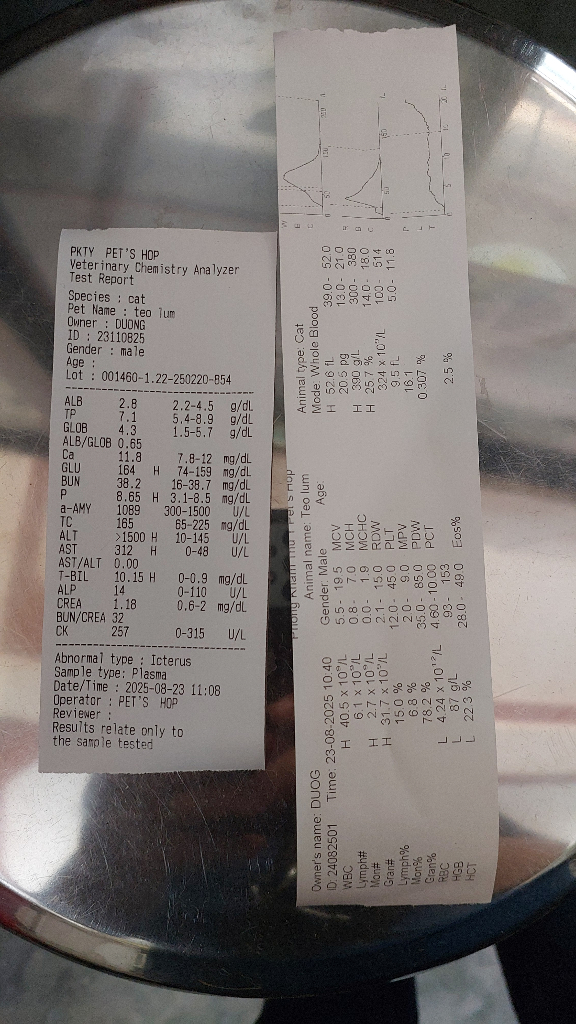 PKTY PET'S HOP
Veterinary Chemistry Analyzer
Test Report
Species : cat
Pet Name : teo lum
Owner : DUONG
ID : 23110825
Gender : male
Age :
Lot : 001460-1.22-250220-854
ALB 2.8 2.2-4.5 g/dL
TP 7.1 5.4-8.9 g/dL
GLOB 4.3 1.5-5.7 g/dL
ALB/GLOB 0.65
Ca 11.8 7.8-12 mg/dL
GLU 164 H 74-159 mg/dL
BUN 38.2 16-38.7 mg/dL
P 8.65 H 3.1-8.5 mg/dL
a-AMY 1089 300-1500 U/L
TC 165 65-225 mg/dL
ALT >1500 H 10-145 U/L
AST 312 H 0-48 U/L
AST/ALT 0.00
T-BIL 10.15 H 0-0.9 mg/dL
ALP 14 0-110 U/L
CREA 1.18 0.6-2 mg/dL
BUN/CREA 32
CK 257 0-315 U/L
Abnormal type : Icterus
Sample type: Plasma
Date/Time : 2025-08-23 11:08
Operator : PET'S HOP
Reviewer :
Results relate only to
the sample tested
Owner's name: DUOG Animal name: Teo lum Animal type: Cat
ID 24082501 Time: 23-08-2025 10:40 Gender: Male Age: Mode: Whole Blood
WBC H 40.5 x 10^9/L 5.5 - 19.5 MCV H 52.6 fL 39.0 - 52.0
Lymph# 6.1 x 10^9/L 0.8 - 7.0 MCH 20.5 pg 13.0 - 21.0
Mon# H 2.7 x 10^9/L 0.0 - 1.9 MCHC H 390 g/L 300 - 380
Gran# H 31.7 x 10^9/L 2.1 - 15.0 RDW H 25.7 % 14.0 - 18.0
Lymph% 15.0 % 12.0 - 45.0 PLT 324 x 10^9/L 100 - 514
Mon% 6.8 % 2.0 - 9.0 MPV 9.5 fL 5.0 - 11.8
Gran% 78.2 % 35.0 - 85.0 PDW 16.1
RBC L 4.24 x 10^12/L 4.60 - 10.00 PCT 0.307 %
HGB L 87 g/L 93 - 153
HCT L 22.3 % 28.0 - 49.0 Eos% 2.5 %